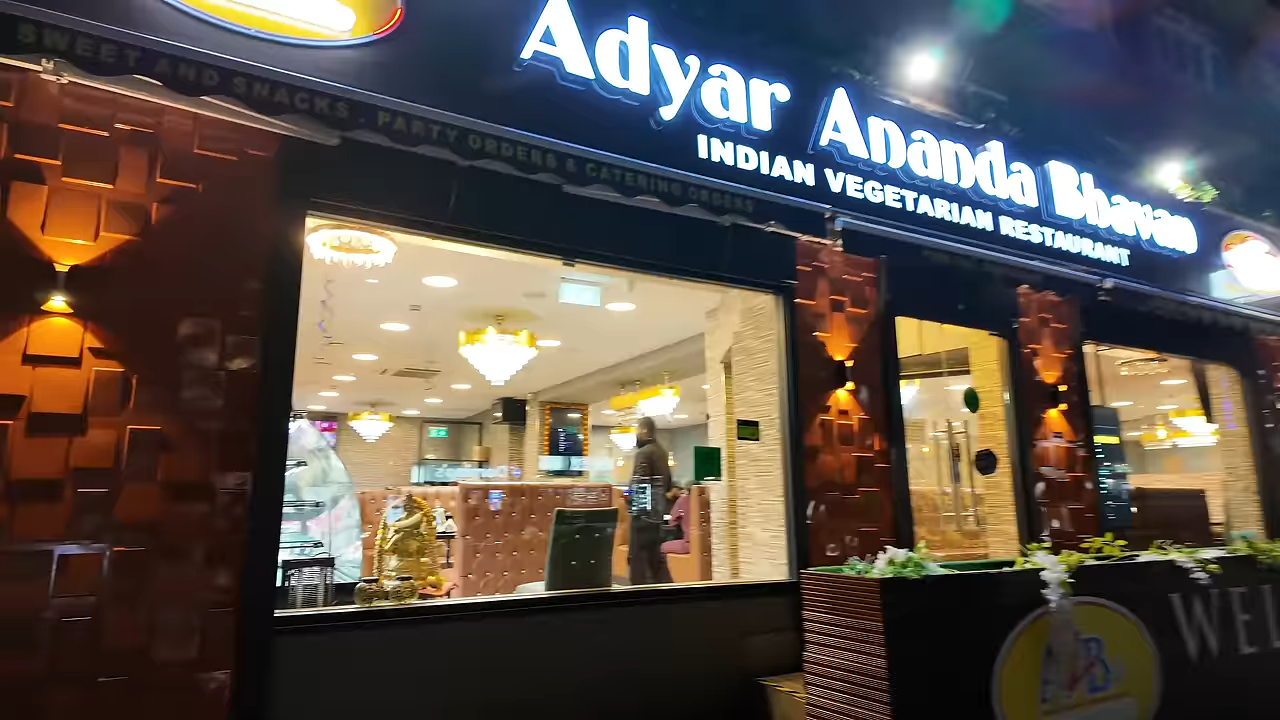 Adyar Ananda Bhavan
INDIAN VEGETARIAN RESTAURANT
SWEET AND SNACKS . PARTY ORDERS & CATERING ORDERS
WEL